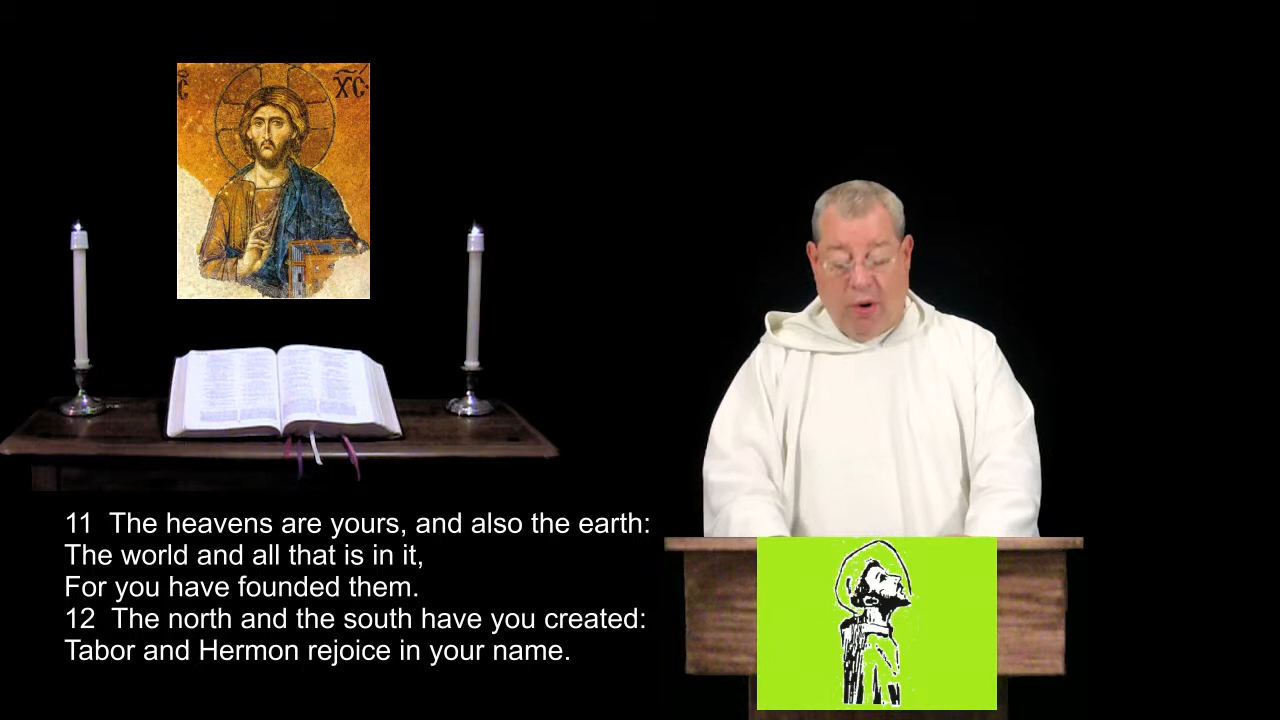 XC
11 The heavens are yours, and also the earth:
The world and all that is in it,
For you have founded them.
12 The north and the south have you created:
Tabor and Hermon rejoice in your name.